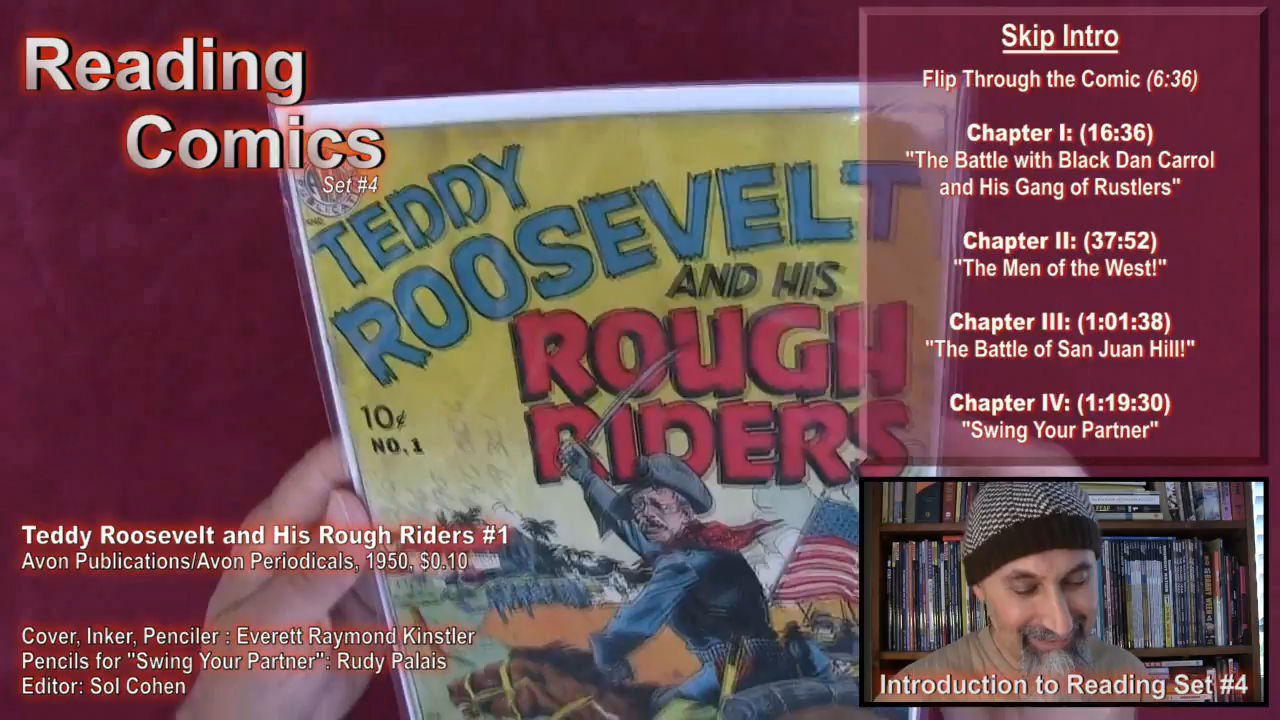 Reading
Comics
Set #4
TEDDY
ROOSEVELT
AND HIS
ROUGH
RIDERS
10¢
NO. 1
Skip Intro
Flip Through the Comic (6:36)
Chapter I: (16:36)
"The Battle with Black Dan Carrol
and His Gang of Rustlers"
Chapter II: (37:52)
"The Men of the West!"
Chapter III: (1:01:38)
"The Battle of San Juan Hill!"
Chapter IV: (1:19:30)
"Swing Your Partner"
Teddy Roosevelt and His Rough Riders #1
Avon Publications/Avon Periodicals, 1950, $0.10
Cover, Inker, Penciler : Everett Raymond Kinstler
Pencils for "Swing Your Partner": Rudy Palais
Editor: Sol Cohen
Introduction to Reading Set #4